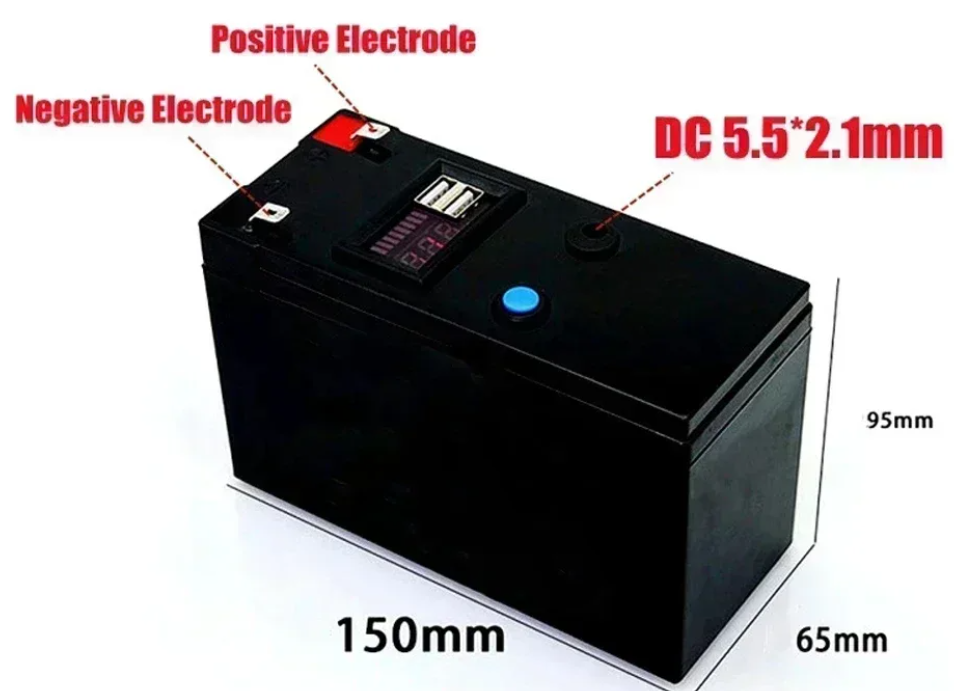 Positive Electrode
Negative Electrode
DC 5.5*2.1mm
95mm
150mm
65mm